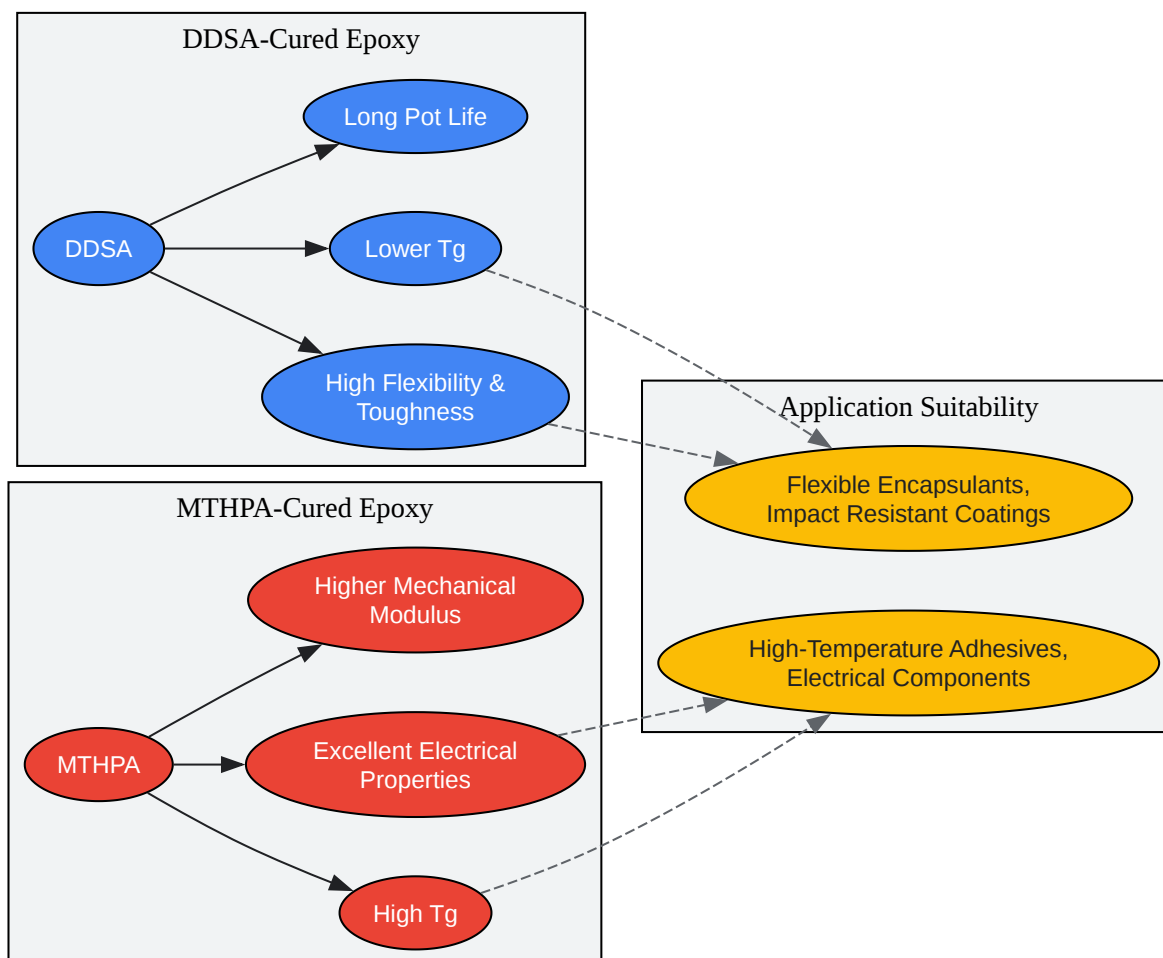 DDSA-Cured Epoxy
Long Pot Life
DDSA
Lower Tg
High Flexibility &
Toughness
Application Suitability
Flexible Encapsulants,
Impact Resistant Coatings
High-Temperature Adhesives,
Electrical Components
MTHPA-Cured Epoxy
Higher Mechanical
Modulus
MTHPA
Excellent Electrical
Properties
High Tg